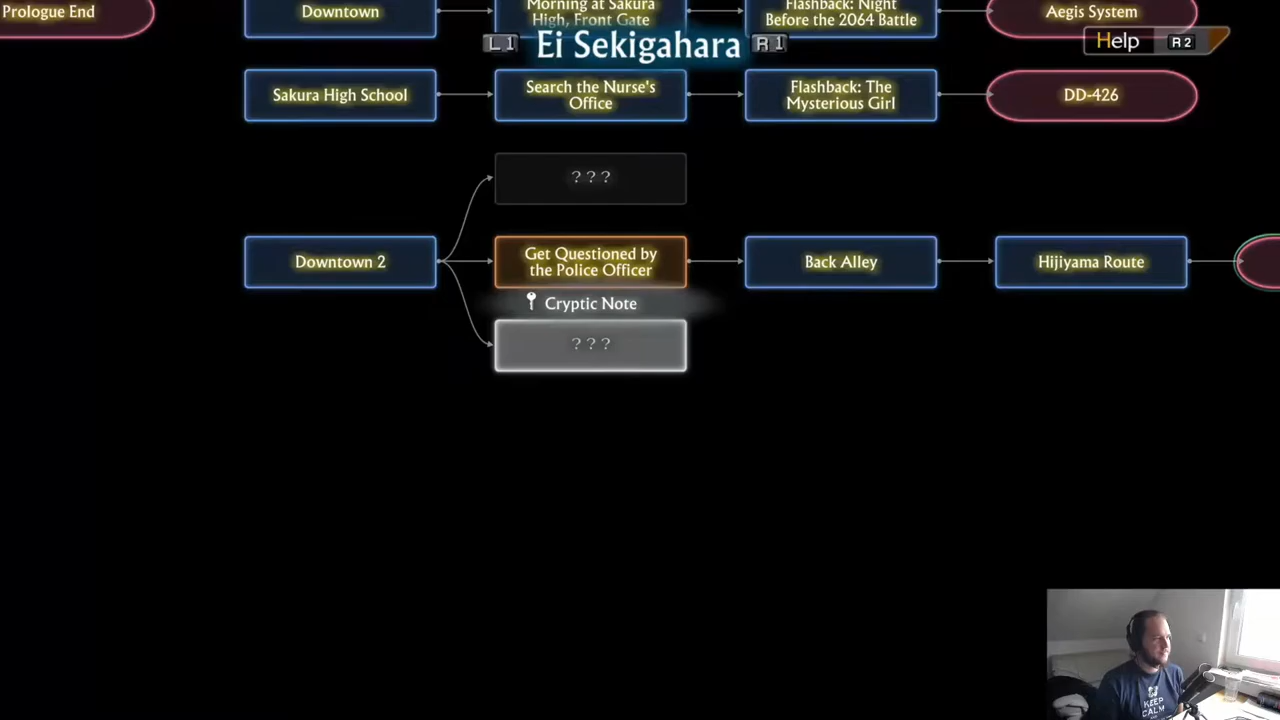 Prologue End
Downtown
Morning at Sakura
High, Front Gate
Flashback: Night
Before the 2064 Battle
Aegis System
L1 Ei Sekigahara R1
Help R2
Sakura High School
Search the Nurse's
Office
Flashback: The
Mysterious Girl
DD-426
???
Downtown 2
Get Questioned by
the Police Officer
Back Alley
Hijiyama Route
Cryptic Note
???
KEEP
CALM